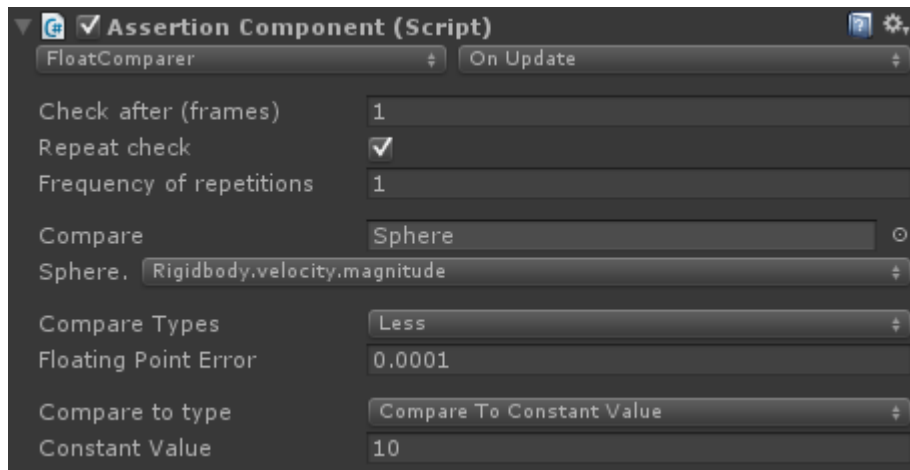 Assertion Component (Script)
FloatComparer On Update
Check after (frames) 1
Repeat check
Frequency of repetitions 1
Compare Sphere
Sphere. Rigidbody.velocity.magnitude
Compare Types Less
Floating Point Error 0.0001
Compare to type Compare To Constant Value
Constant Value 10